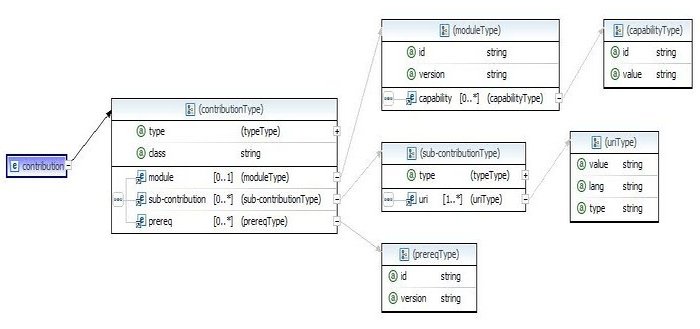 contribution
(contributionType)
type (typeType)
class string
module [0..1] (moduleType)
sub-contribution [0..*] (sub-contributionType)
prereq [0..*] (prereqType)
(moduleType)
id string
version string
capability [0..*] (capabilityType)
(capabilityType)
id string
value string
(sub-contributionType)
type (typeType)
uri [1..*] (uriType)
(uriType)
value string
lang string
type string
(prereqType)
id string
version string